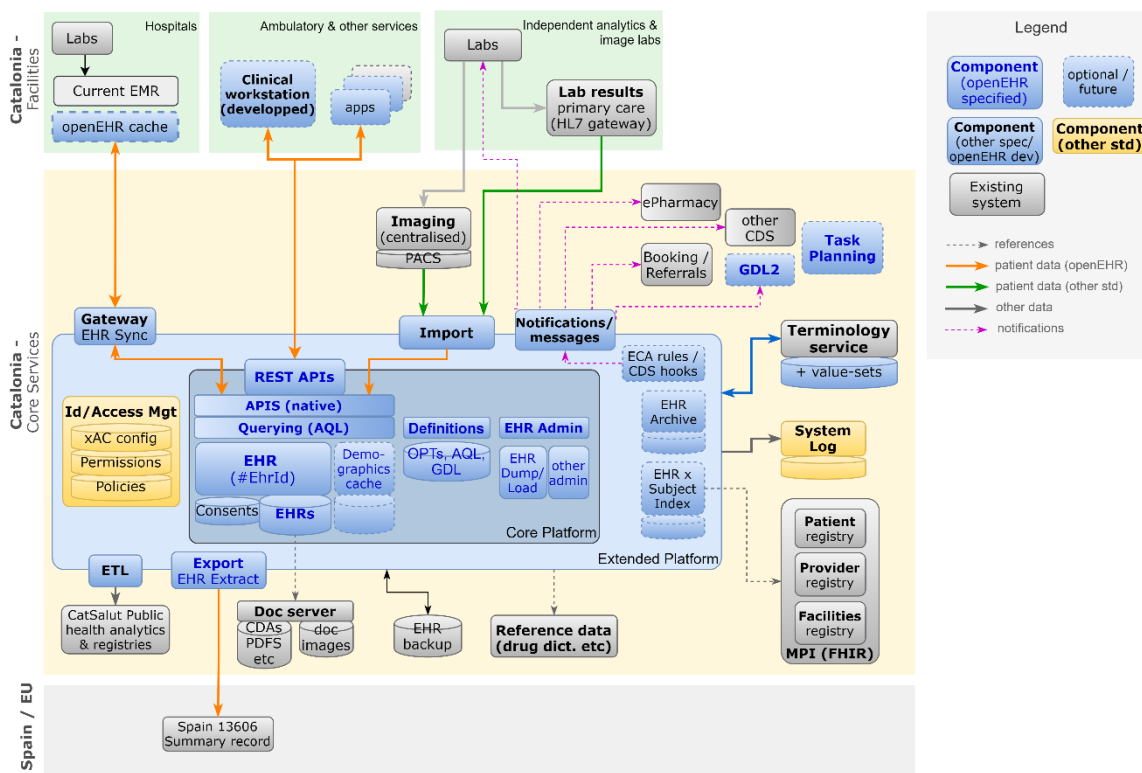 Catalonia -
Facilities
Hospitals
Labs
Current EMR
openEHR cache
Ambulatory & other services
Clinical
workstation
(developped)
apps
Independent analytics &
image labs
Labs
Lab results
primary care
(HL7 gateway)
Legend
Component
(openEHR
specified)
optional /
future
Component
(other spec/
openEHR dev)
Component
(other std)
Existing
system
references
patient data (openEHR)
patient data (other std)
other data
notifications
Catalonia -
Core Services
Imaging
(centralised)
PACS
ePharmacy
other
CDS
Task
Planning
Booking /
Referrals
GDL2
Gateway
EHR Sync
Import
Notifications/
messages
Terminology
service
+ value-sets
ECA rules /
CDS hooks
REST APIs
APIS (native)
Querying (AQL)
EHR
(#EhrId)
Demo-
graphics
cache
Consents
EHRs
Definitions
OPTs, AQL,
GDL
EHR Admin
EHR
Dump/
Load
other
admin
Core Platform
EHR
Archive
EHR x
Subject
Index
Extended Platform
Id/Access Mgt
xAC config
Permissions
Policies
System
Log
Patient
registry
Provider
registry
Facilities
registry
MPI (FHIR)
ETL
Export
EHR Extract
CatSalut Public
health analytics
& registries
Doc server
CDAs
PDFS
etc
doc
images
EHR
backup
Reference data
(drug dict. etc)
Spain / EU
Spain 13606
Summary record